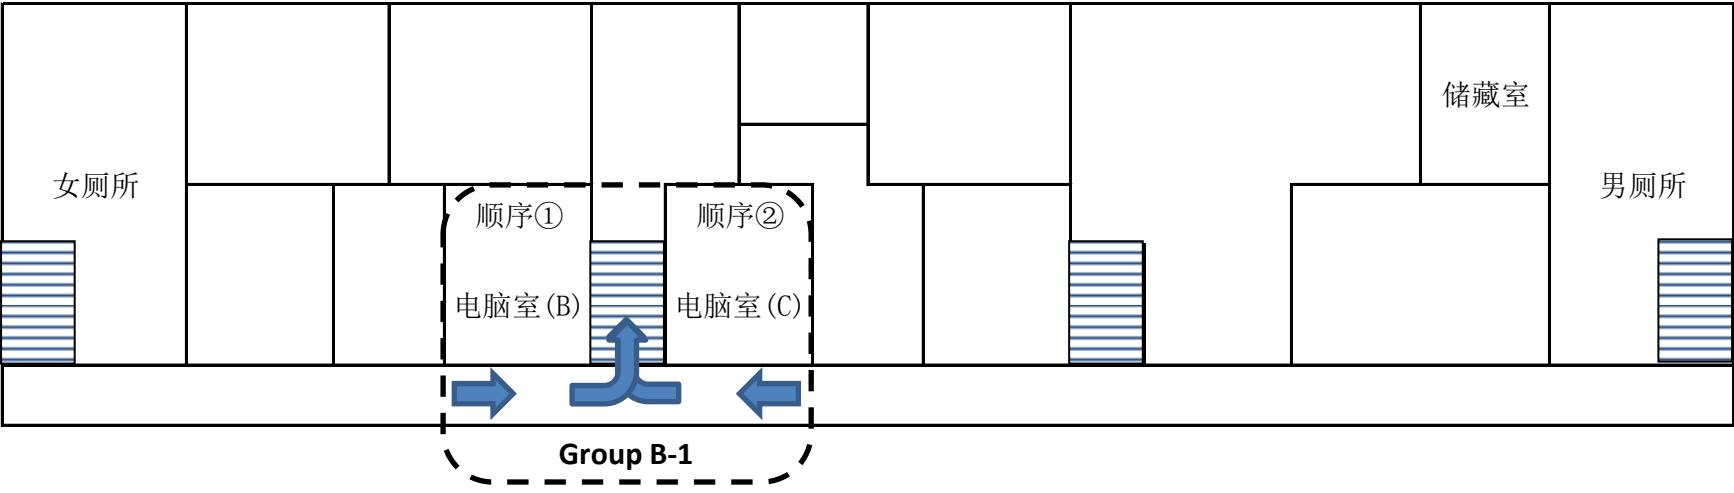 储藏室
女厕所
男厕所
顺序①
顺序②
电脑室(B)
电脑室(C)
Group B-1